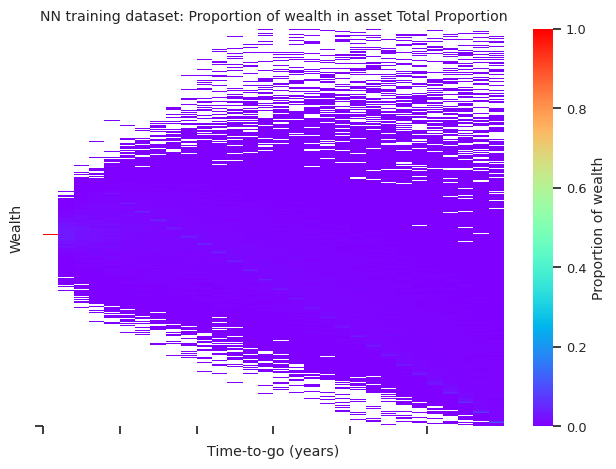 NN training dataset: Proportion of wealth in asset Total Proportion
Wealth
Time-to-go (years)
1.0
0.8
0.6
0.4
0.2
0.0
Proportion of wealth